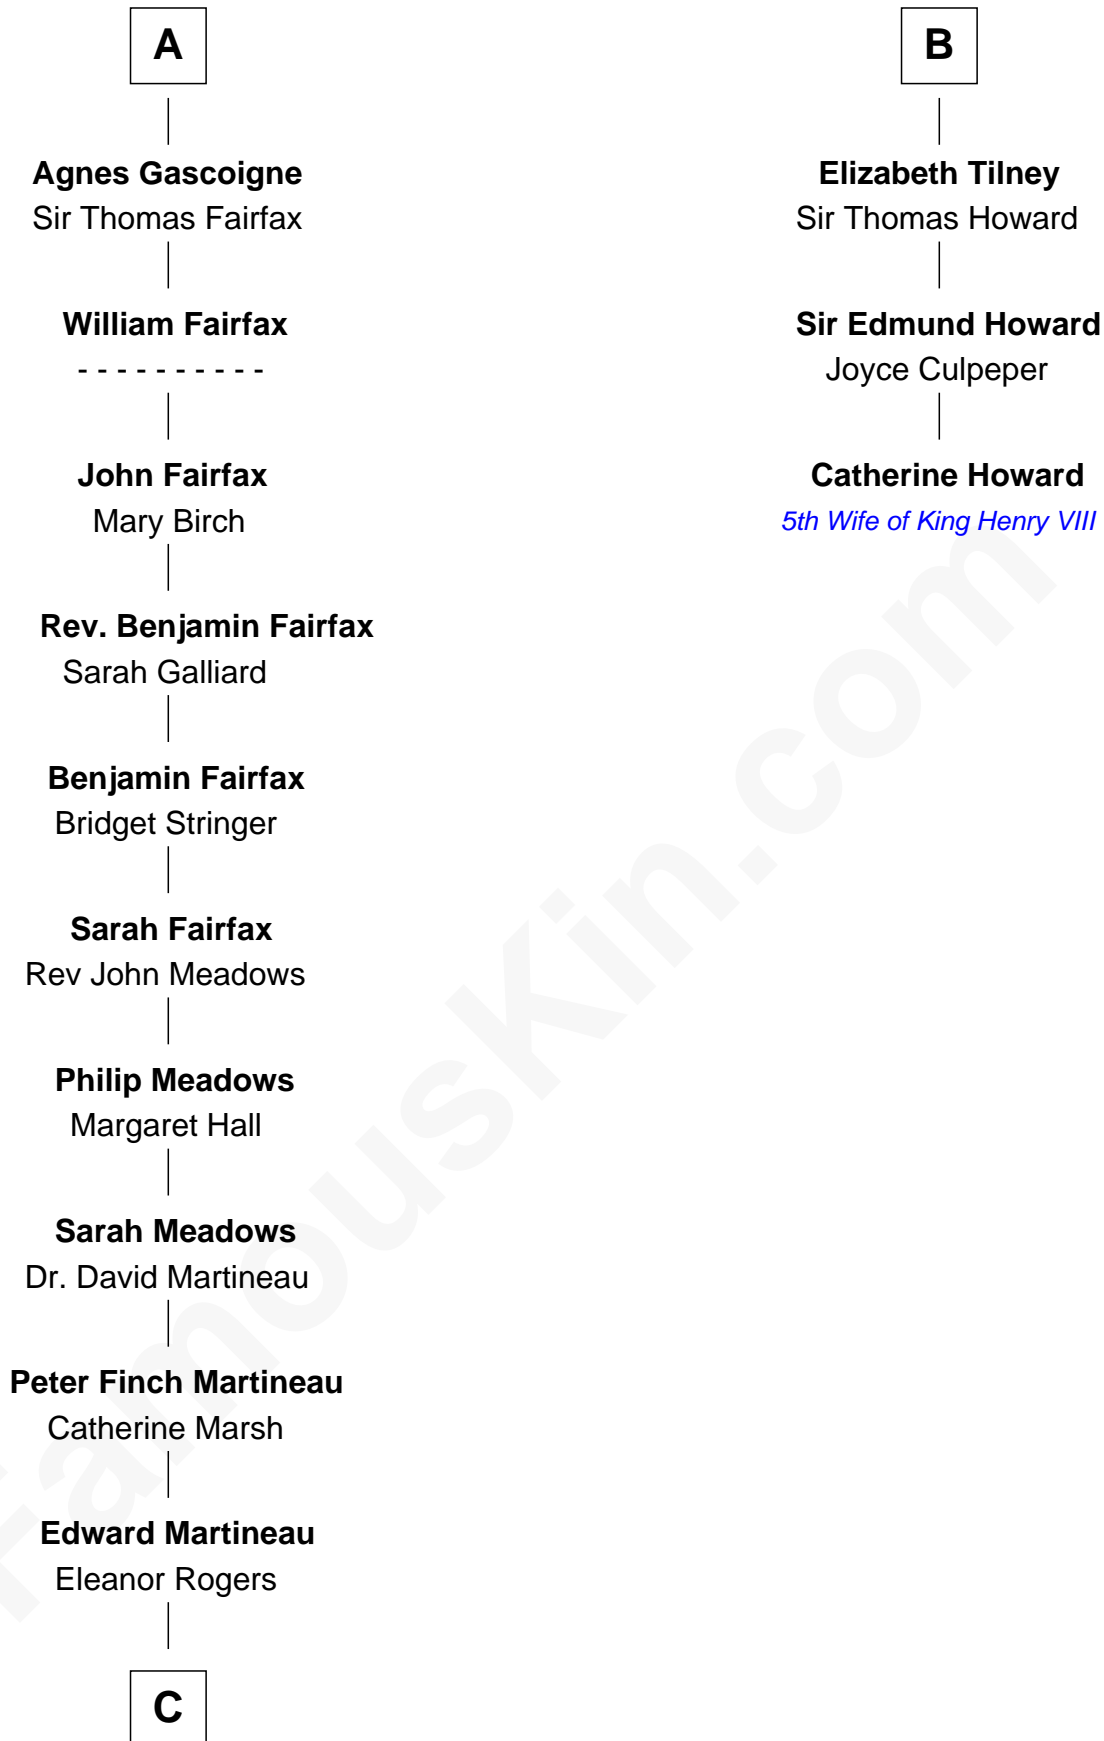 A
Agnes Gascoigne
Sir Thomas Fairfax
William Fairfax
- - - - - - - - - -
John Fairfax
Mary Birch
Rev. Benjamin Fairfax
Sarah Galliard
Benjamin Fairfax
Bridget Stringer
Sarah Fairfax
Rev John Meadows
Philip Meadows
Margaret Hall
Sarah Meadows
Dr. David Martineau
Peter Finch Martineau
Catherine Marsh
Edward Martineau
Eleanor Rogers
C
B
Elizabeth Tilney
Sir Thomas Howard
Sir Edmund Howard
Joyce Culpeper
Catherine Howard
5th Wife of King Henry VIII
FamousKin.com